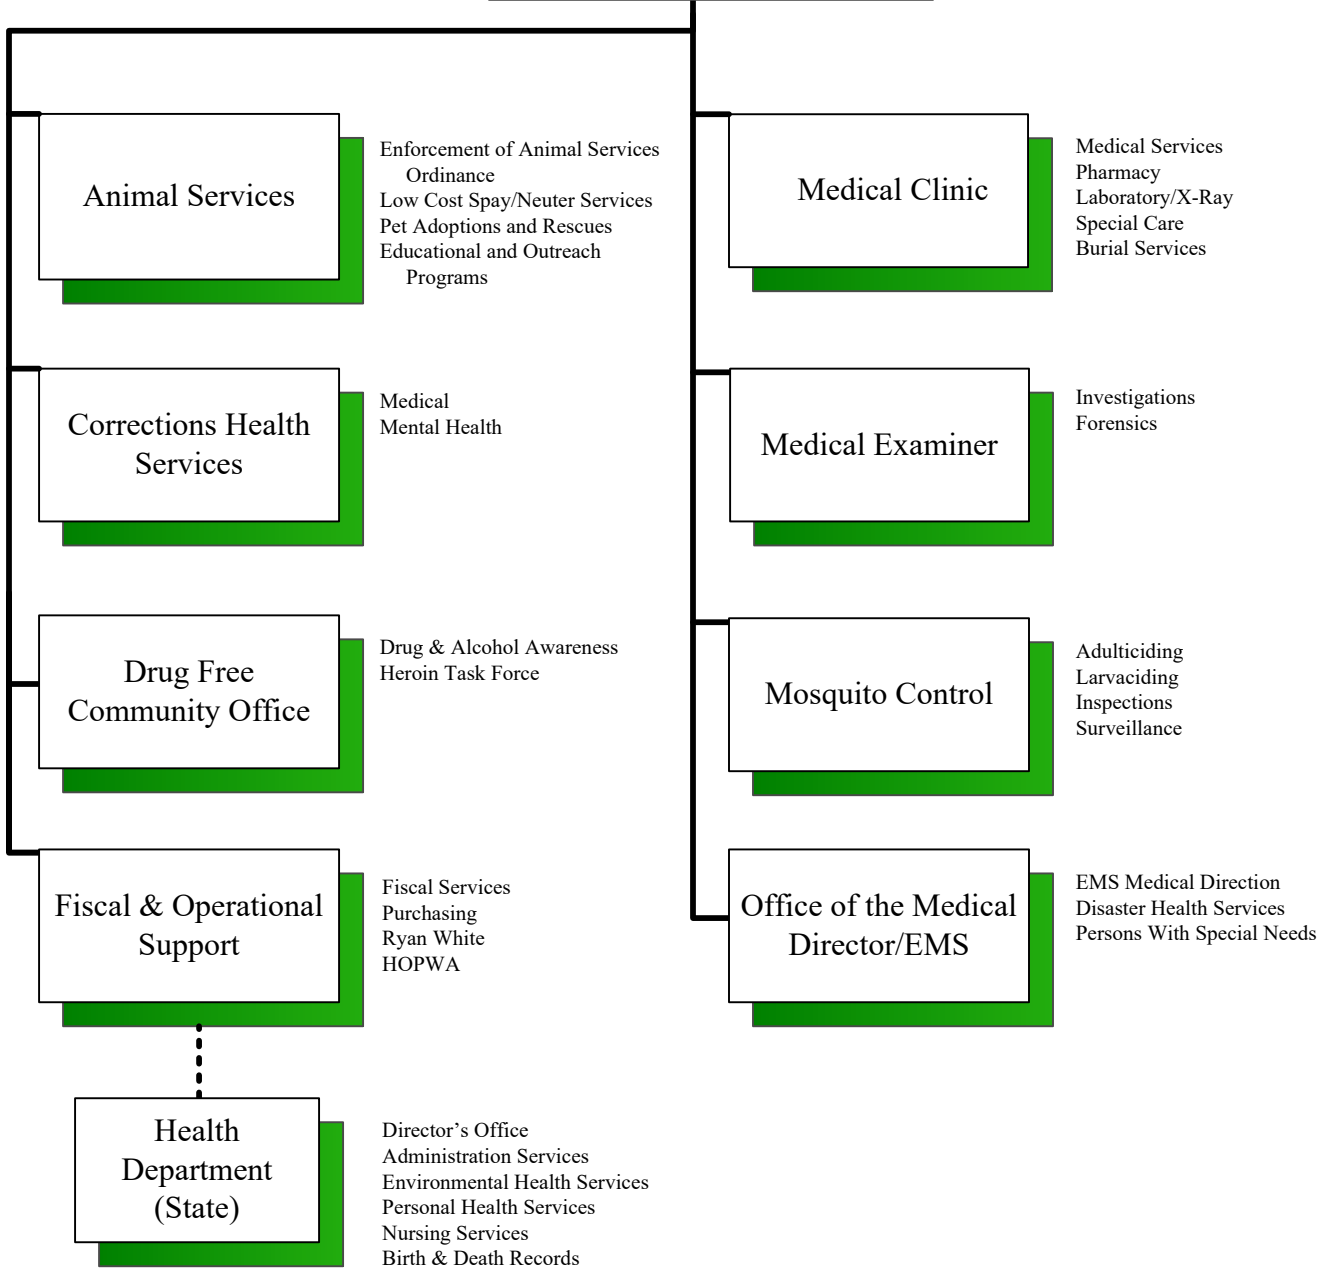 Animal Services
Enforcement of Animal Services
Ordinance
Low Cost Spay/Neuter Services
Pet Adoptions and Rescues
Educational and Outreach
Programs
Medical Clinic
Medical Services
Pharmacy
Laboratory/X-Ray
Special Care
Burial Services
Corrections Health
Services
Medical
Mental Health
Medical Examiner
Investigations
Forensics
Drug Free
Community Office
Drug & Alcohol Awareness
Heroin Task Force
Mosquito Control
Adulticiding
Larvaciding
Inspections
Surveillance
Fiscal & Operational
Support
Fiscal Services
Purchasing
Ryan White
HOPWA
Office of the Medical
Director/EMS
EMS Medical Direction
Disaster Health Services
Persons With Special Needs
Health
Department
(State)
Director’s Office
Administration Services
Environmental Health Services
Personal Health Services
Nursing Services
Birth & Death Records